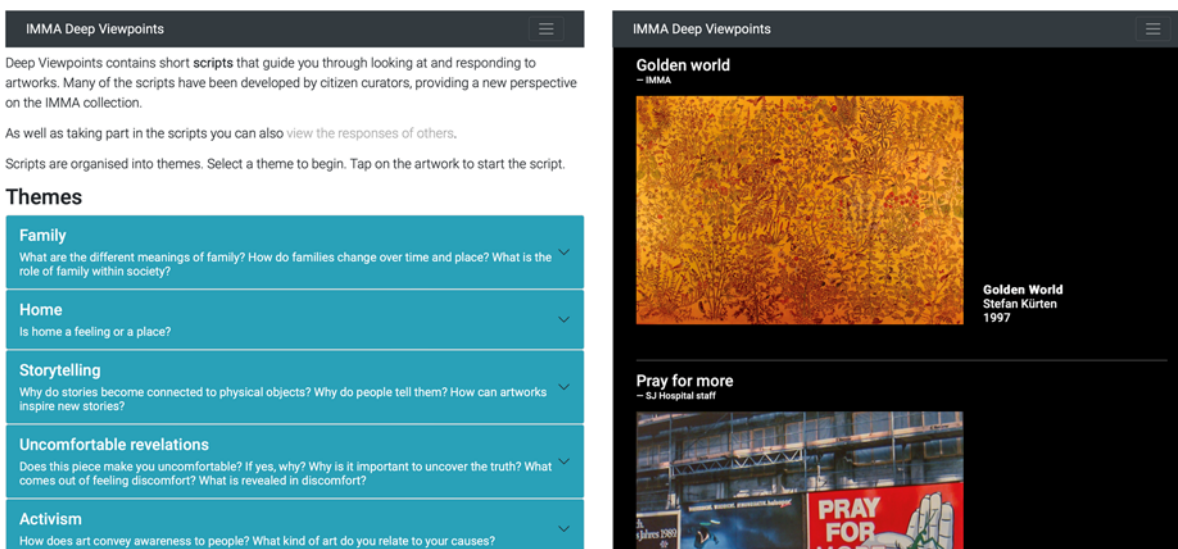 IMMA Deep Viewpoints
Deep Viewpoints contains short scripts that guide you through looking at and responding to
artworks. Many of the scripts have been developed by citizen curators, providing a new perspective
on the IMMA collection.
As well as taking part in the scripts you can also view the responses of others.
Scripts are organised into themes. Select a theme to begin. Tap on the artwork to start the script.
Themes
Family
What are the different meanings of family? How do families change over time and place? What is the
role of family within society?
Home
Is home a feeling or a place?
Storytelling
Why do stories become connected to physical objects? Why do people tell them? How can artworks
inspire new stories?
Uncomfortable revelations
Does this piece make you uncomfortable? If yes, why? Why is it important to uncover the truth? What
comes out of feeling discomfort? What is revealed in discomfort?
Activism
How does art convey awareness to people? What kind of art do you relate to your causes?
IMMA Deep Viewpoints
Golden world
– IMMA
Golden World
Stefan Kürten
1997
Pray for more
– SJ Hospital staff
Jahres 1989
PRAY
FOR